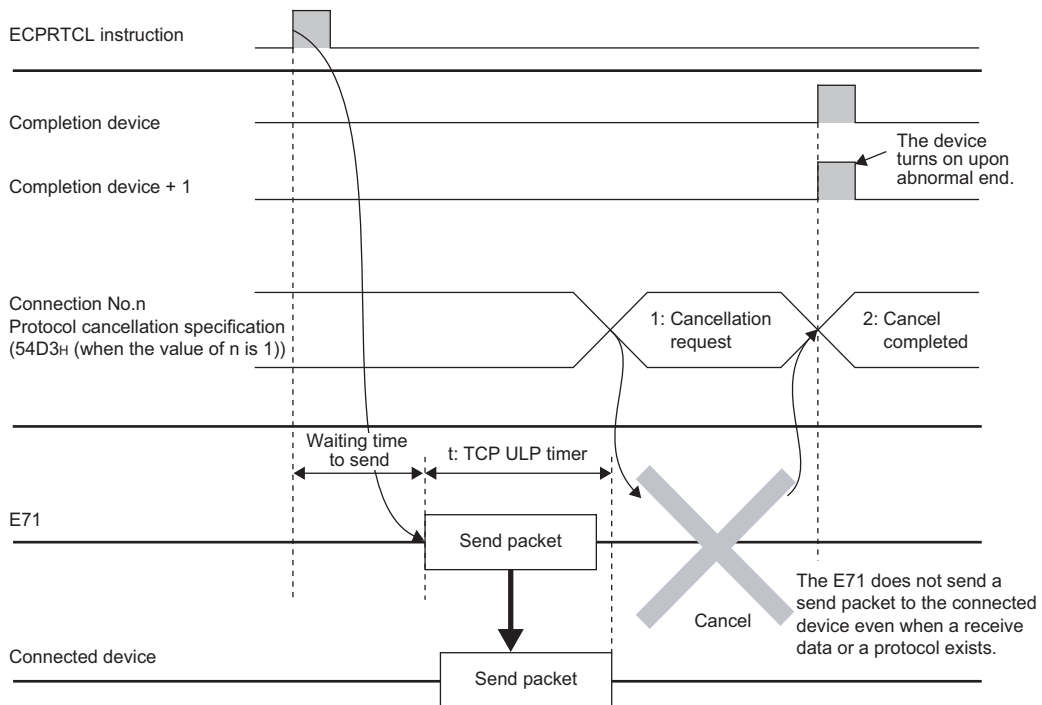 ECPRTCL instruction
Completion device
The device
turns on upon
abnormal end.
Completion device + 1
Connection No.n
Protocol cancellation specification
(54D3H (when the value of n is 1))
1: Cancellation
request
2: Cancel
completed
Waiting time
to send
t: TCP ULP timer
E71
Send packet
Cancel
The E71 does not send a
send packet to the connected
device even when a receive
data or a protocol exists.
Connected device
Send packet